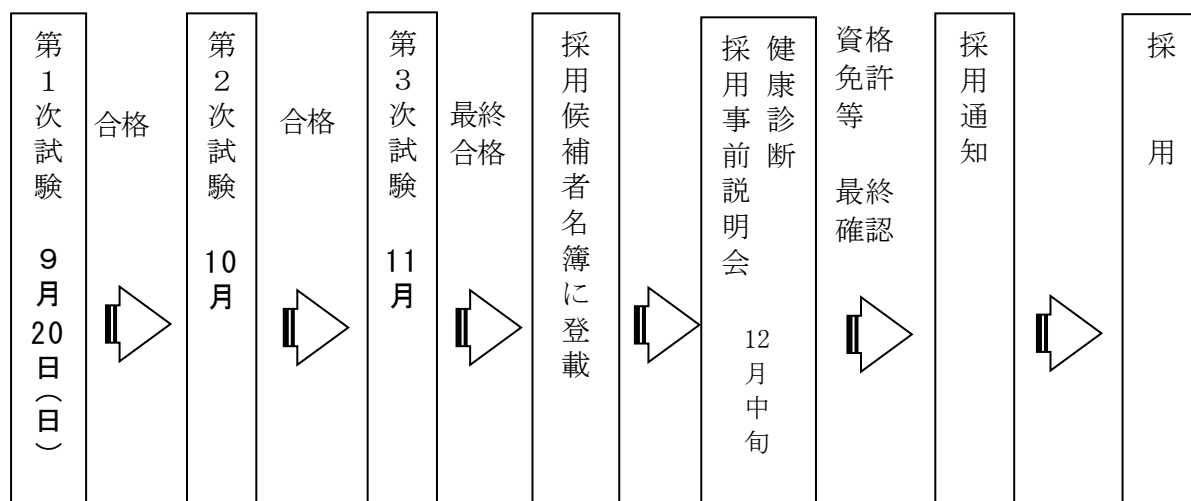 第１次試験　９月20日（日）
合格
第２次試験　10月
合格
第３次試験　11月
最終
合格
採用候補者名簿に登載
健康診断
採用事前説明会　12月中旬
資格
免許
等
最終
確認
採用通知
採用